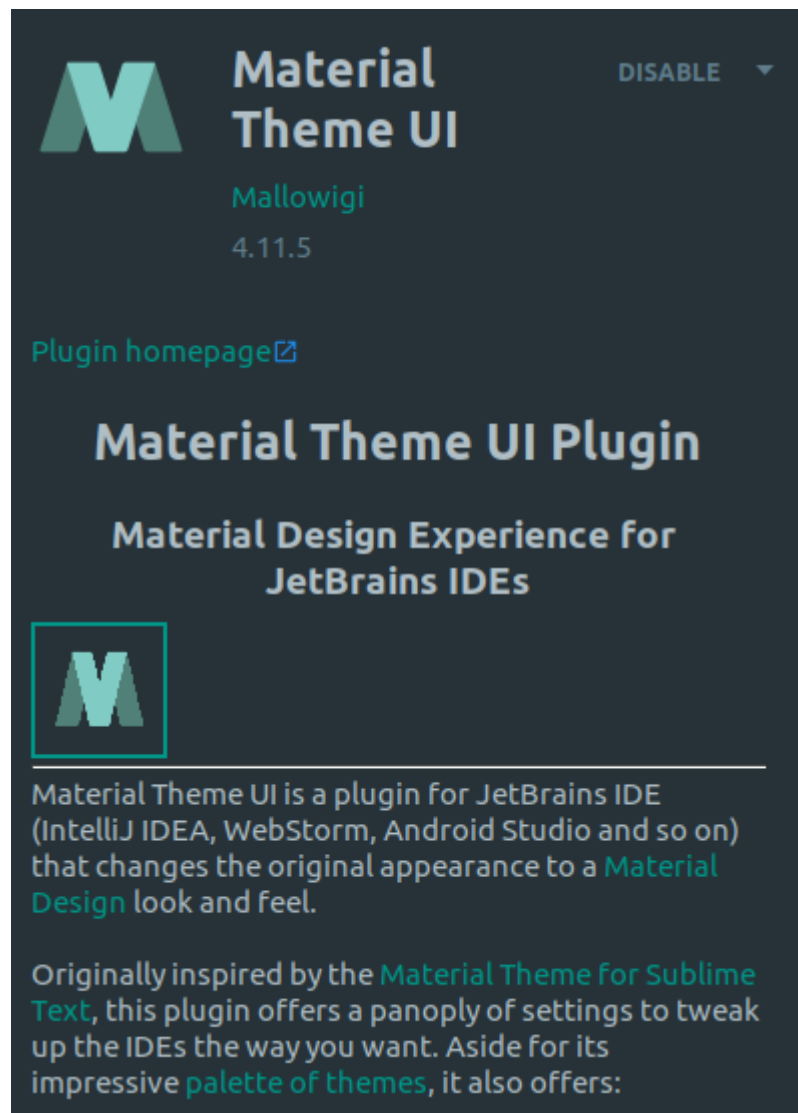 Material
Theme UI
DISABLE
Mallowigi
4.11.5
Plugin homepage
Material Theme UI Plugin
Material Design Experience for
JetBrains IDEs
Material Theme UI is a plugin for JetBrains IDE
(IntelliJ IDEA, WebStorm, Android Studio and so on)
that changes the original appearance to a Material
Design look and feel.
Originally inspired by the Material Theme for Sublime
Text, this plugin offers a panoply of settings to tweak
up the IDEs the way you want. Aside for its
impressive palette of themes, it also offers: